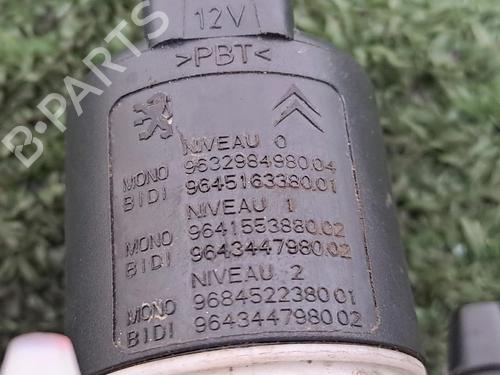 12V
>PBT<
NIVEAU 0
MONO 9632984980 04
BIDI 9645163380 01
NIVEAU 1
MONO 9641553880 02
BIDI 9643447980 02
NIVEAU 2
MONO 9684522380 01
BIDI 9643447980 02
B-PARTS